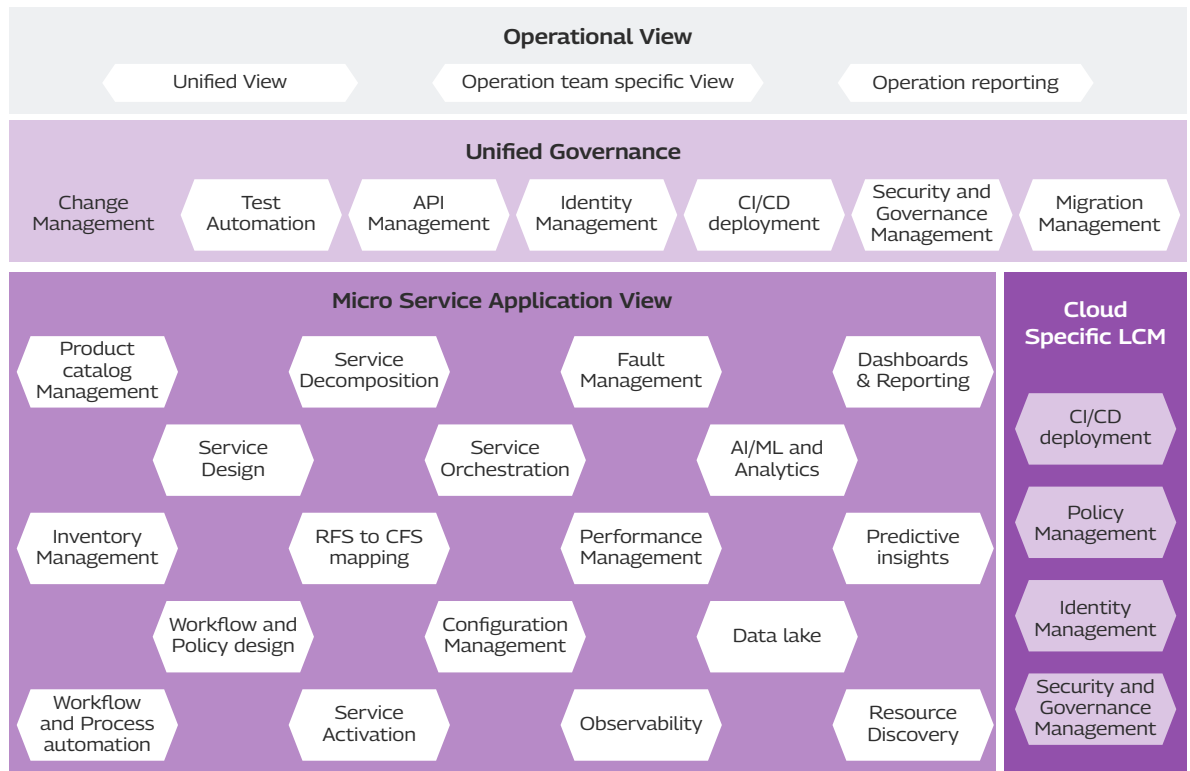 Operational View
Unified View
Operation team specific View
Operation reporting
Unified Governance
Change
Management
Test
Automation
API
Management
Identity
Management
CI/CD
deployment
Security and
Governance
Management
Migration
Management
Micro Service Application View
Product
catalog
Management
Service
Decomposition
Fault
Management
Dashboards
& Reporting
Service
Design
Service
Orchestration
AI/ML and
Analytics
Inventory
Management
RFS to CFS
mapping
Performance
Management
Predictive
insights
Workflow and
Policy design
Configuration
Management
Data lake
Workflow
and Process
automation
Service
Activation
Observability
Resource
Discovery
Cloud
Specific LCM
CI/CD
deployment
Policy
Management
Identity
Management
Security and
Governance
Management